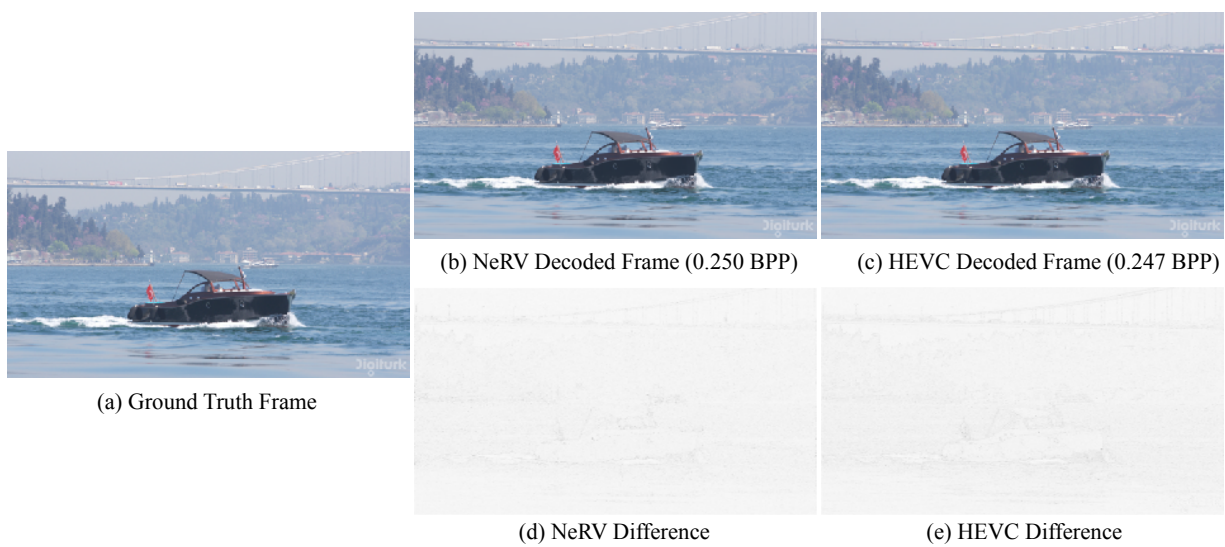 Digiturk
(a) Ground Truth Frame
Digiturk
(b) NeRV Decoded Frame (0.250 BPP)
Digiturk
(c) HEVC Decoded Frame (0.247 BPP)
(d) NeRV Difference
(e) HEVC Difference